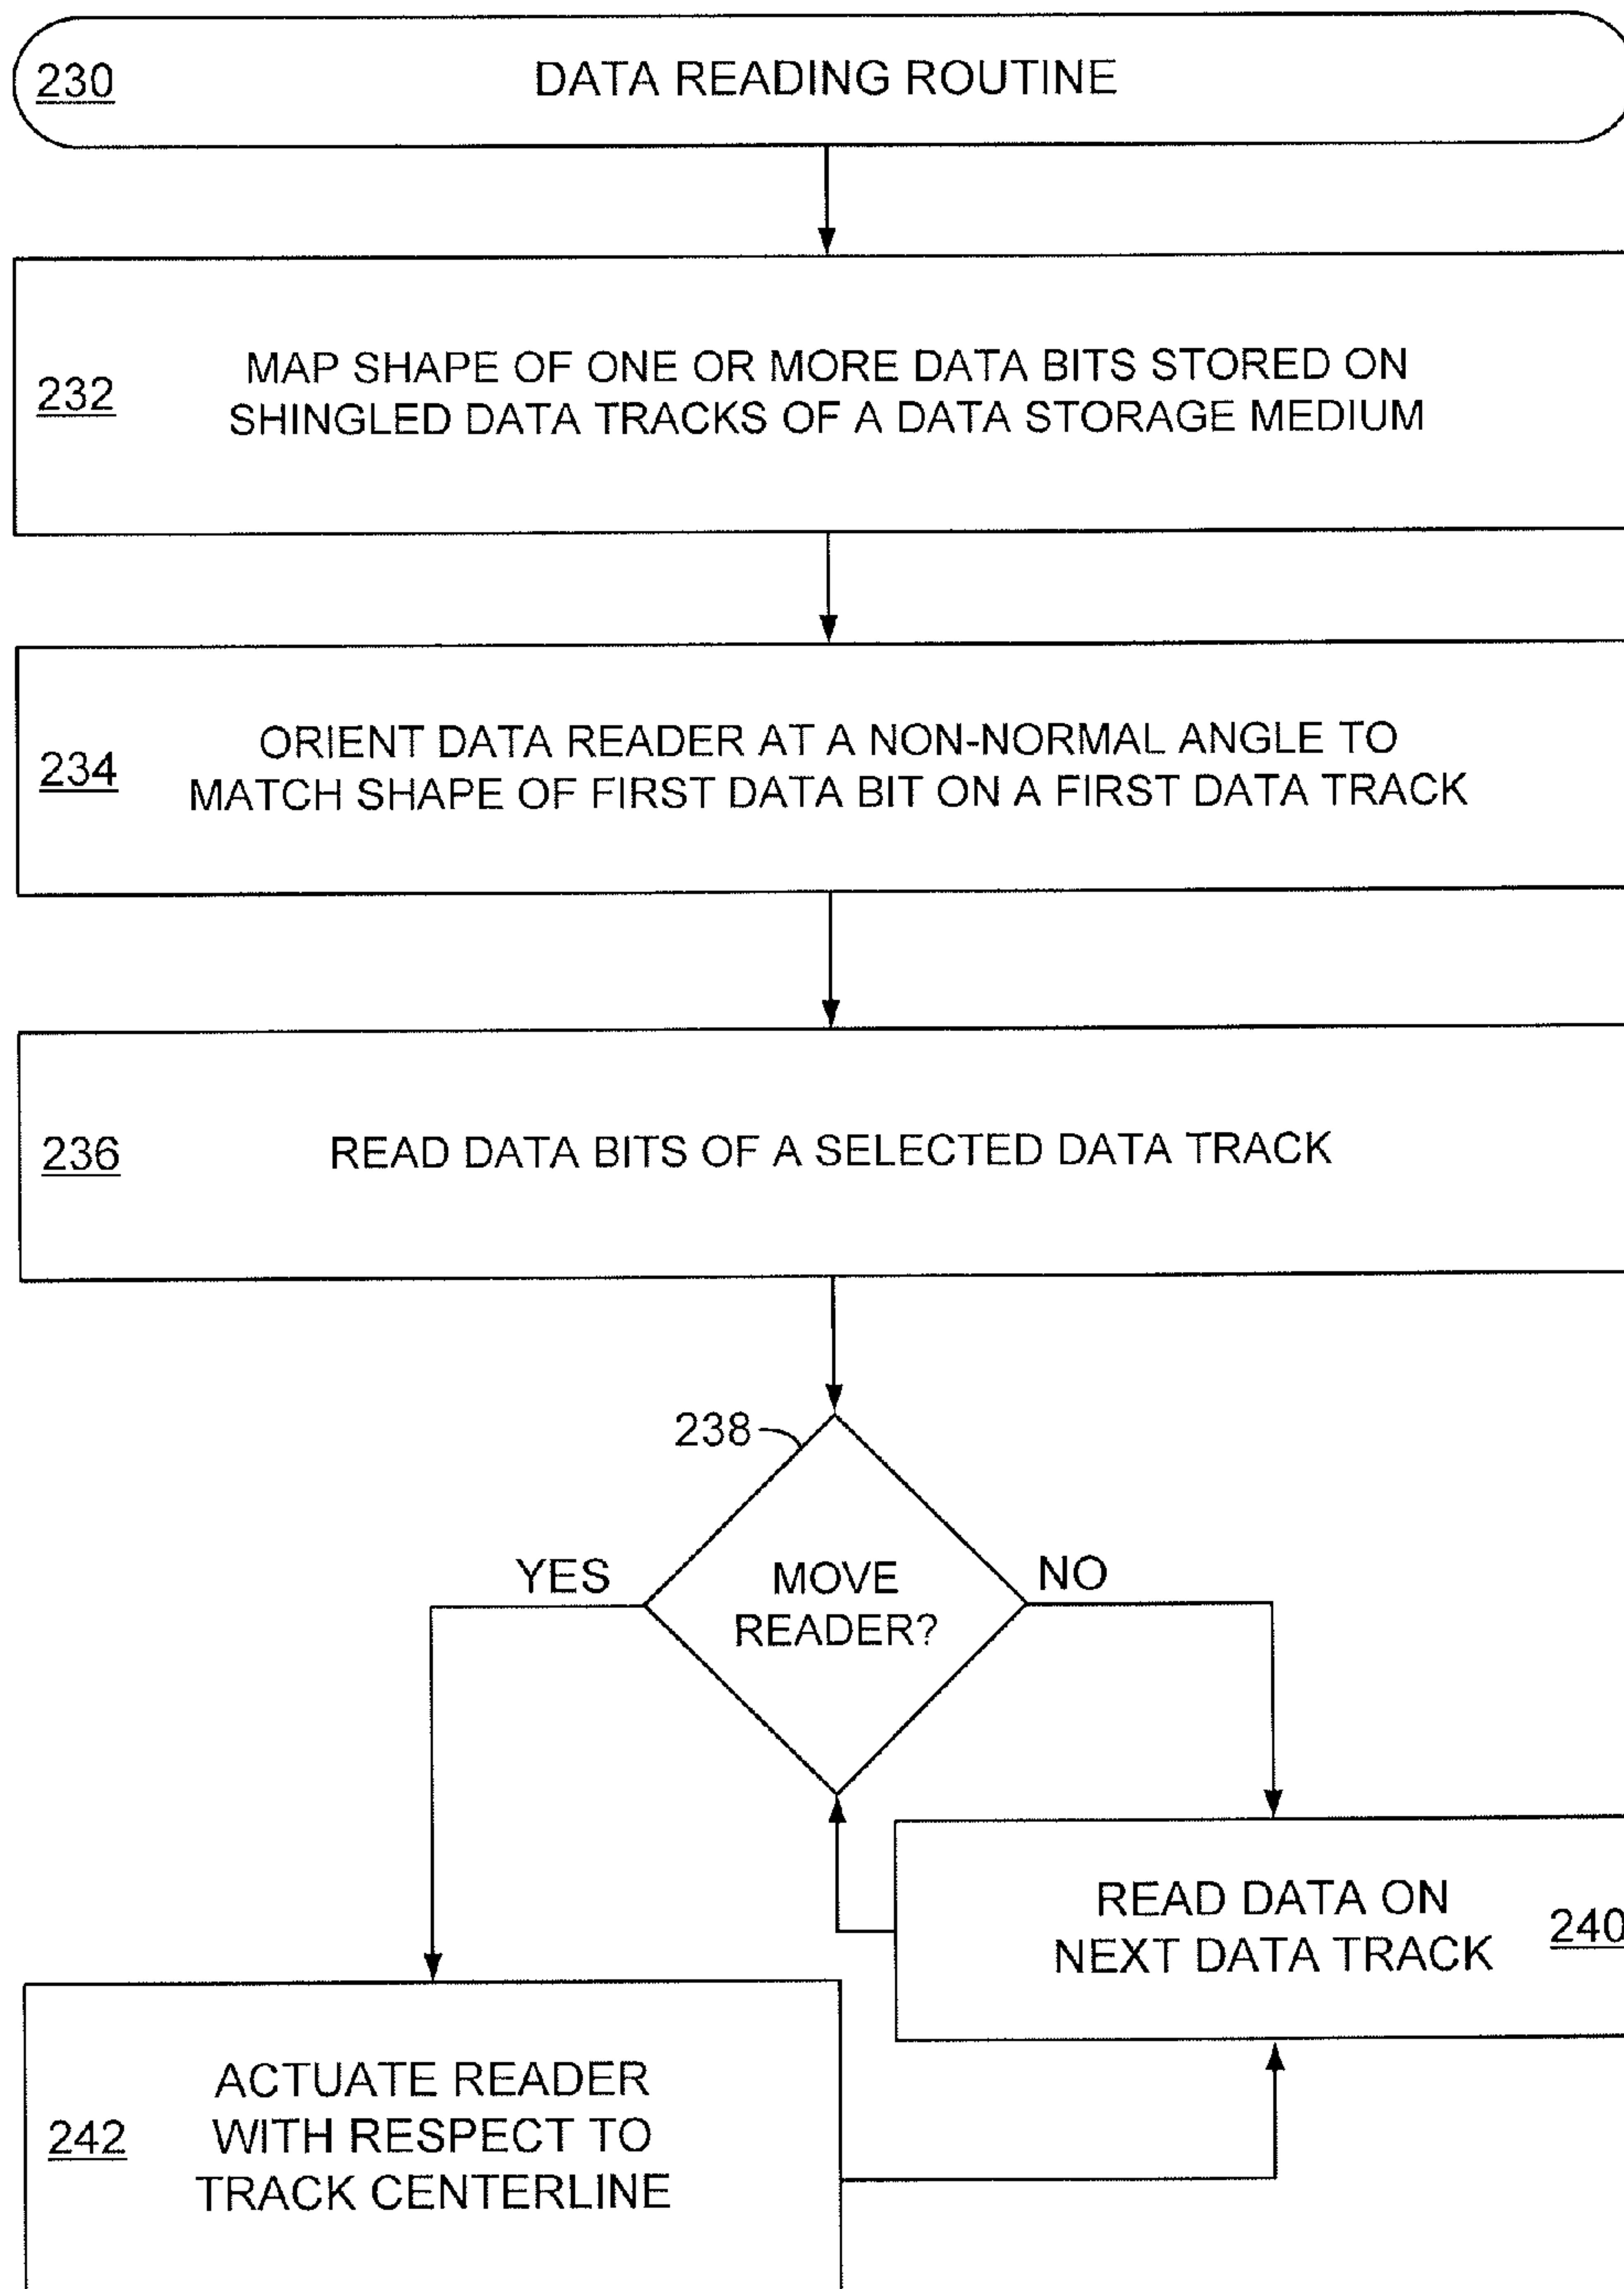 230 DATA READING ROUTINE
MAP SHAPE OF ONE OR MORE DATA BITS STORED ON
232 SHINGLED DATA TRACKS OF A DATA STORAGE MEDIUM
ORIENT DATA READER AT A NON-NORMAL ANGLE TO
234 MATCH SHAPE OF FIRST DATA BIT ON A FIRST DATA TRACK
236 READ DATA BITS OF A SELECTED DATA TRACK
238
YES
MOVE
READER?
NO
READ DATA ON
NEXT DATA TRACK
240
ACTUATE READER
242 WITH RESPECT TO
TRACK CENTERLINE